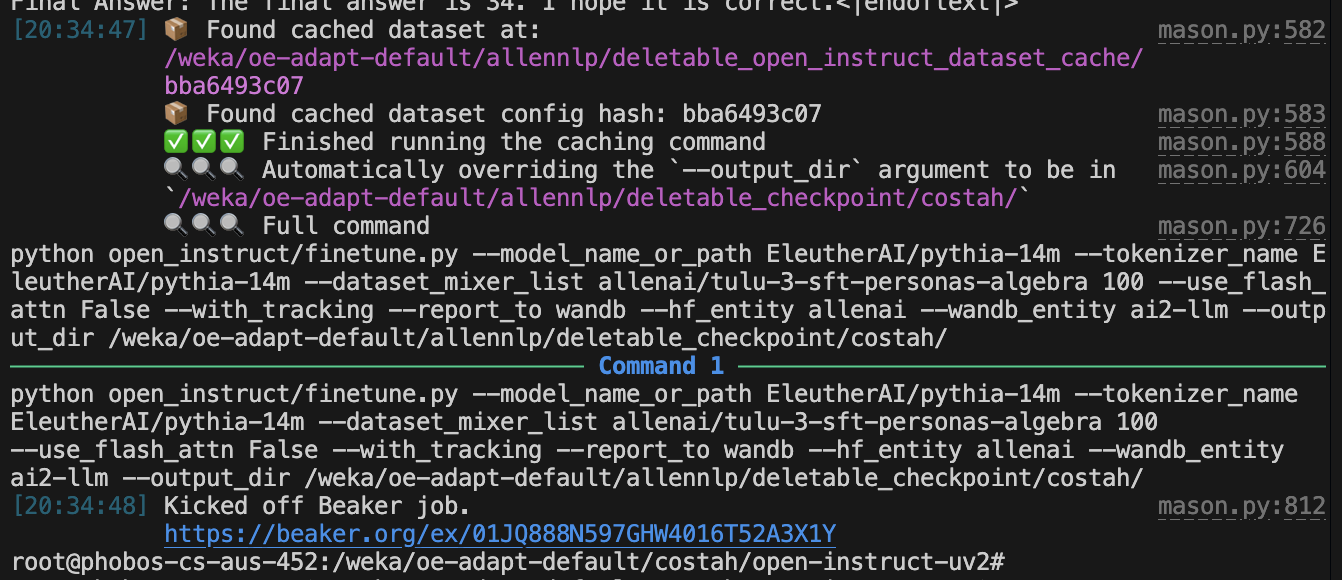 Final Answer: The final answer is 34. I hope it is correct.<|endoftext|>
[20:34:47] 📦 Found cached dataset at: mason.py:582
/weka/oe-adapt-default/allennlp/deletable_open_instruct_dataset_cache/
bba6493c07
📦 Found cached dataset config hash: bba6493c07 mason.py:583
✅✅✅ Finished running the caching command mason.py:588
🔍🔍🔍 Automatically overriding the `--output_dir` argument to be in mason.py:604
`/weka/oe-adapt-default/allennlp/deletable_checkpoint/costah/`
🔍🔍🔍 Full command mason.py:726
python open_instruct/finetune.py --model_name_or_path EleutherAI/pythia-14m --tokenizer_name E
leutherAI/pythia-14m --dataset_mixer_list allenai/tulu-3-sft-personas-algebra 100 --use_flash_
attn False --with_tracking --report_to wandb --hf_entity allenai --wandb_entity ai2-llm --outp
ut_dir /weka/oe-adapt-default/allennlp/deletable_checkpoint/costah/
Command 1
python open_instruct/finetune.py --model_name_or_path EleutherAI/pythia-14m --tokenizer_name
EleutherAI/pythia-14m --dataset_mixer_list allenai/tulu-3-sft-personas-algebra 100
--use_flash_attn False --with_tracking --report_to wandb --hf_entity allenai --wandb_entity
ai2-llm --output_dir /weka/oe-adapt-default/allennlp/deletable_checkpoint/costah/
[20:34:48] Kicked off Beaker job. mason.py:812
https://beaker.org/ex/01JQ888N597GHW4016T52A3X1Y
root@phobos-cs-aus-452:/weka/oe-adapt-default/costah/open-instruct-uv2#